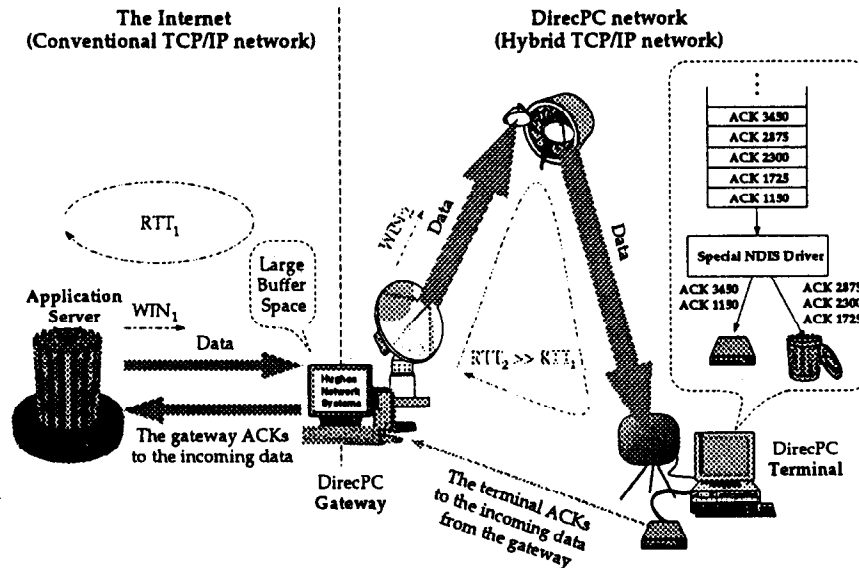 The Internet
(Conventional TCP/IP network)
DirecPC network
(Hybrid TCP/IP network)
ACK 3450
ACK 2875
ACK 2300
ACK 1725
ACK 1150
Special NDIS Driver
ACK 3450
ACK 1150
ACK 2875
ACK 2300
ACK 1725
RTT1
WIN2
Data
Data
Large
Buffer
Space
Application
Server
WIN1
Data
RTT2 >> RTT1
Hughes
Network
Systems
The gateway ACKs
to the incoming data
DirecPC
Gateway
The terminal ACKs
to the incoming data
from the gateway
DirecPC
Terminal